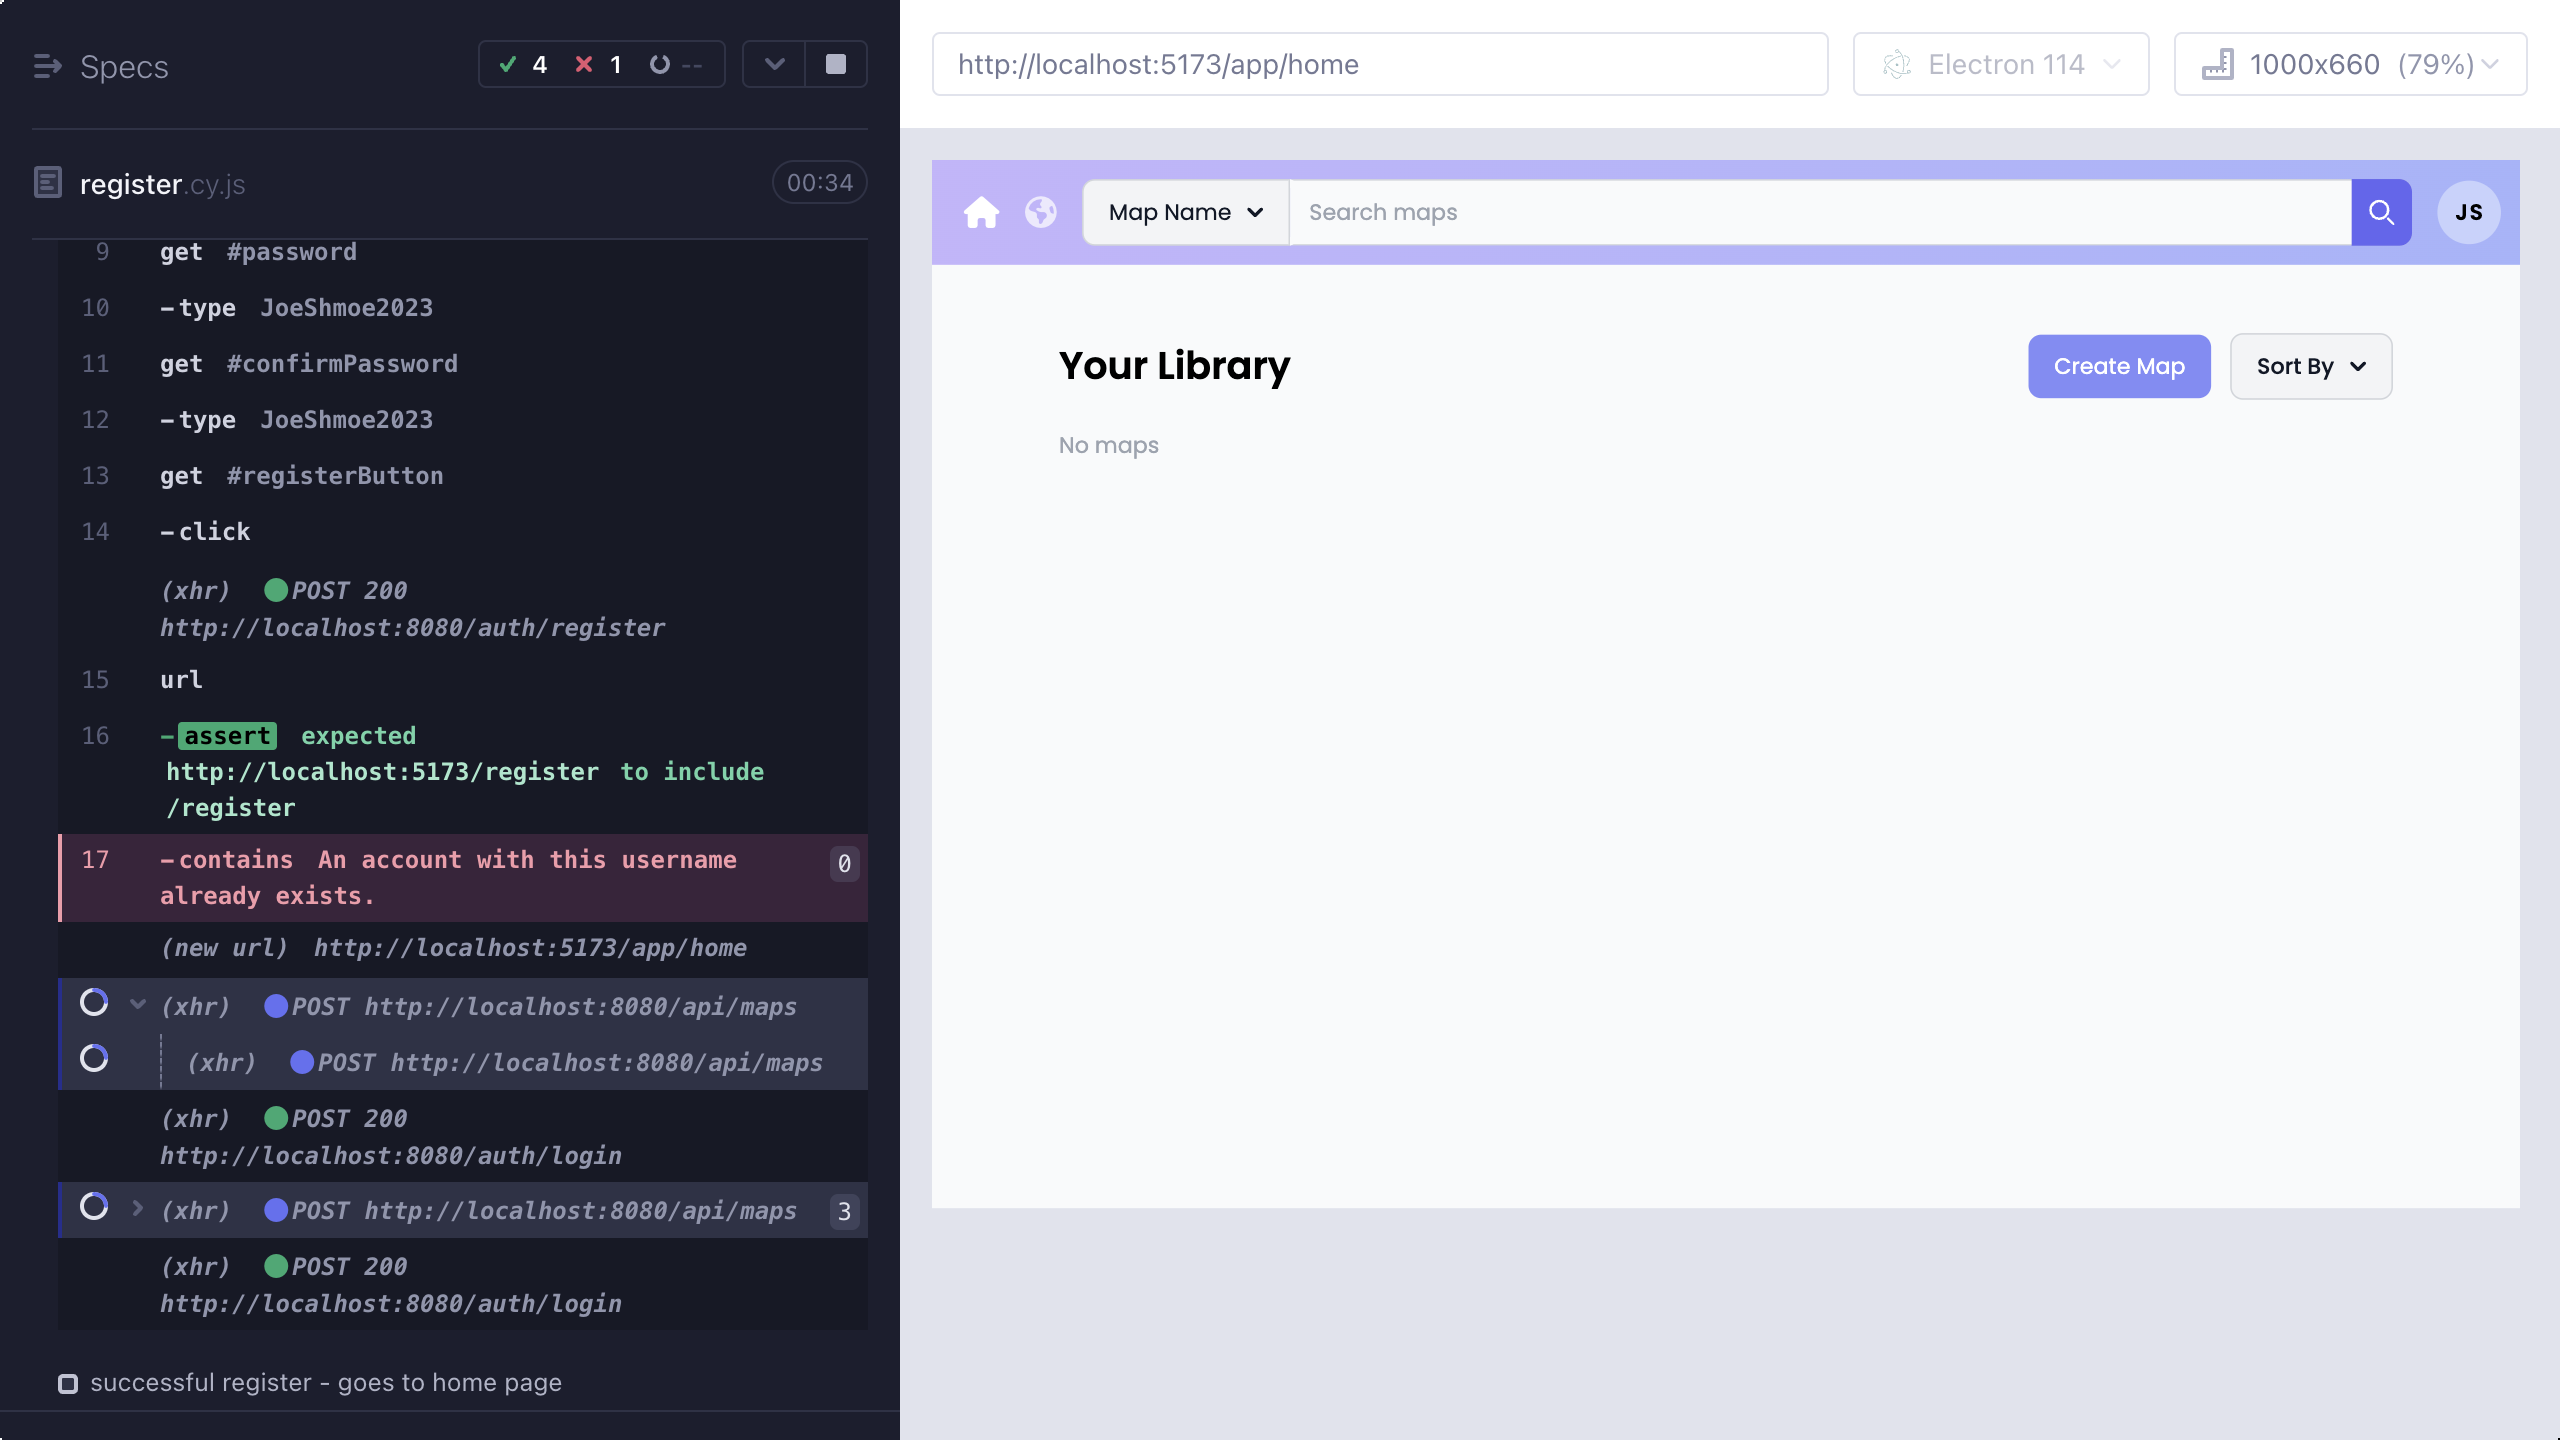 Specs
4 1 --
register.cy.js
00:34
9 get #password
10 -type JoeShmoe2023
11 get #confirmPassword
12 -type JoeShmoe2023
13 get #registerButton
14 -click
(xhr) POST 200
http://localhost:8080/auth/register
15 url
16 -assert expected
http://localhost:5173/register to include
/register
17 -contains An account with this username 0
already exists.
(new url) http://localhost:5173/app/home
(xhr) POST http://localhost:8080/api/maps
(xhr) POST http://localhost:8080/api/maps
(xhr) POST 200
http://localhost:8080/auth/login
(xhr) POST http://localhost:8080/api/maps 3
(xhr) POST 200
http://localhost:8080/auth/login
successful register - goes to home page
http://localhost:5173/app/home
Electron 114
1000x660 (79%)
Map Name
Search maps
JS
Your Library
Create Map
Sort By
No maps